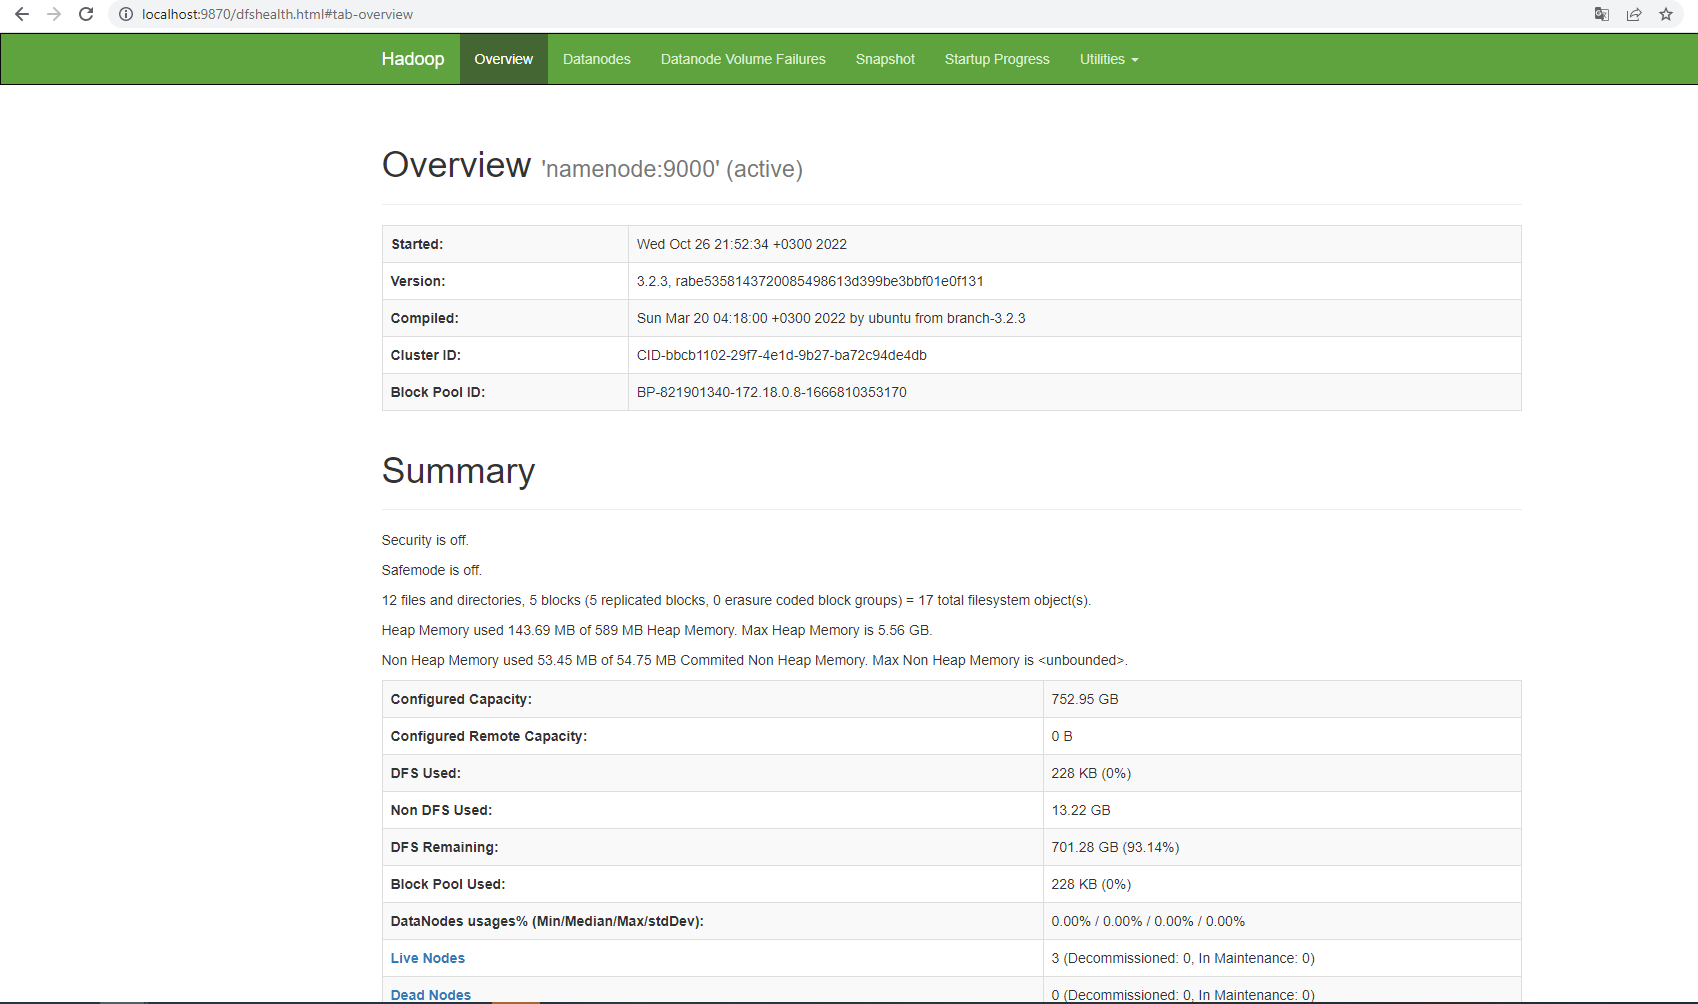 localhost:9870/dfshealth.html#tab-overview
Hadoop Overview Datanodes Datanode Volume Failures Snapshot Startup Progress Utilities
Overview 'namenode:9000' (active)
Started: Wed Oct 26 21:52:34 +0300 2022
Version: 3.2.3, rabe5358143720085498613d399be3bbf01e0f131
Compiled: Sun Mar 20 04:18:00 +0300 2022 by ubuntu from branch-3.2.3
Cluster ID: CID-bbcb1102-29f7-4e1d-9b27-ba72c94de4db
Block Pool ID: BP-821901340-172.18.0.8-1666810353170
Summary
Security is off.
Safemode is off.
12 files and directories, 5 blocks (5 replicated blocks, 0 erasure coded block groups) = 17 total filesystem object(s).
Heap Memory used 143.69 MB of 589 MB Heap Memory. Max Heap Memory is 5.56 GB.
Non Heap Memory used 53.45 MB of 54.75 MB Commited Non Heap Memory. Max Non Heap Memory is <unbounded>.
Configured Capacity: 752.95 GB
Configured Remote Capacity: 0 B
DFS Used: 228 KB (0%)
Non DFS Used: 13.22 GB
DFS Remaining: 701.28 GB (93.14%)
Block Pool Used: 228 KB (0%)
DataNodes usages% (Min/Median/Max/stdDev): 0.00% / 0.00% / 0.00% / 0.00%
Live Nodes 3 (Decommissioned: 0, In Maintenance: 0)
Dead Nodes 0 (Decommissioned: 0, In Maintenance: 0)